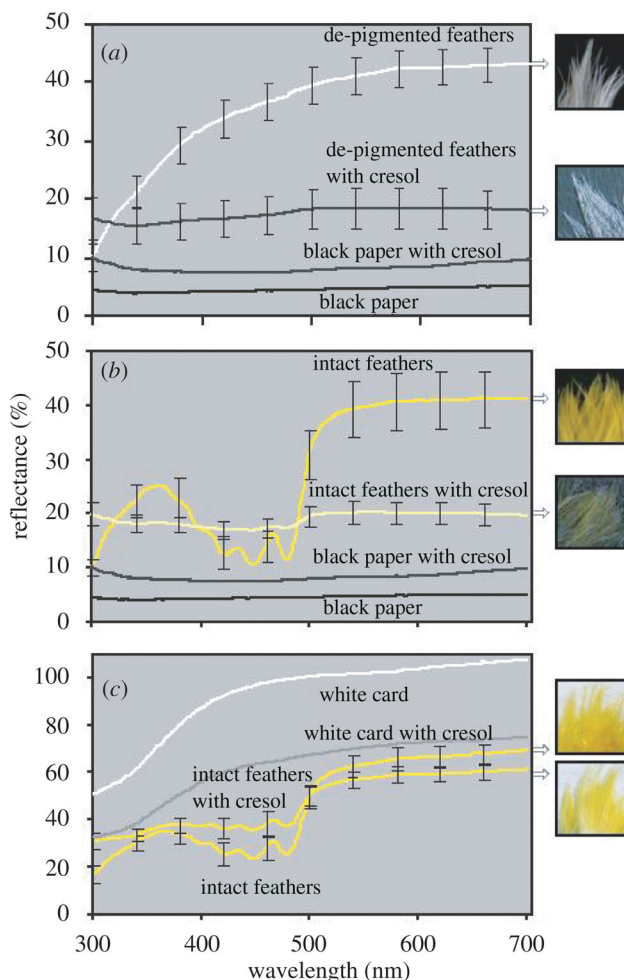 50
(a)
de-pigmented feathers
40
30
de-pigmented feathers
with cresol
20
black paper with cresol
10
black paper
0
50
(b)
intact feathers
40
30
intact feathers with cresol
20
black paper with cresol
10
black paper
0
reflectance (%)
100
(c)
white card
80
white card with cresol
intact feathers
with cresol
60
40
20
intact feathers
0
300
400
500
600
700
wavelength (nm)